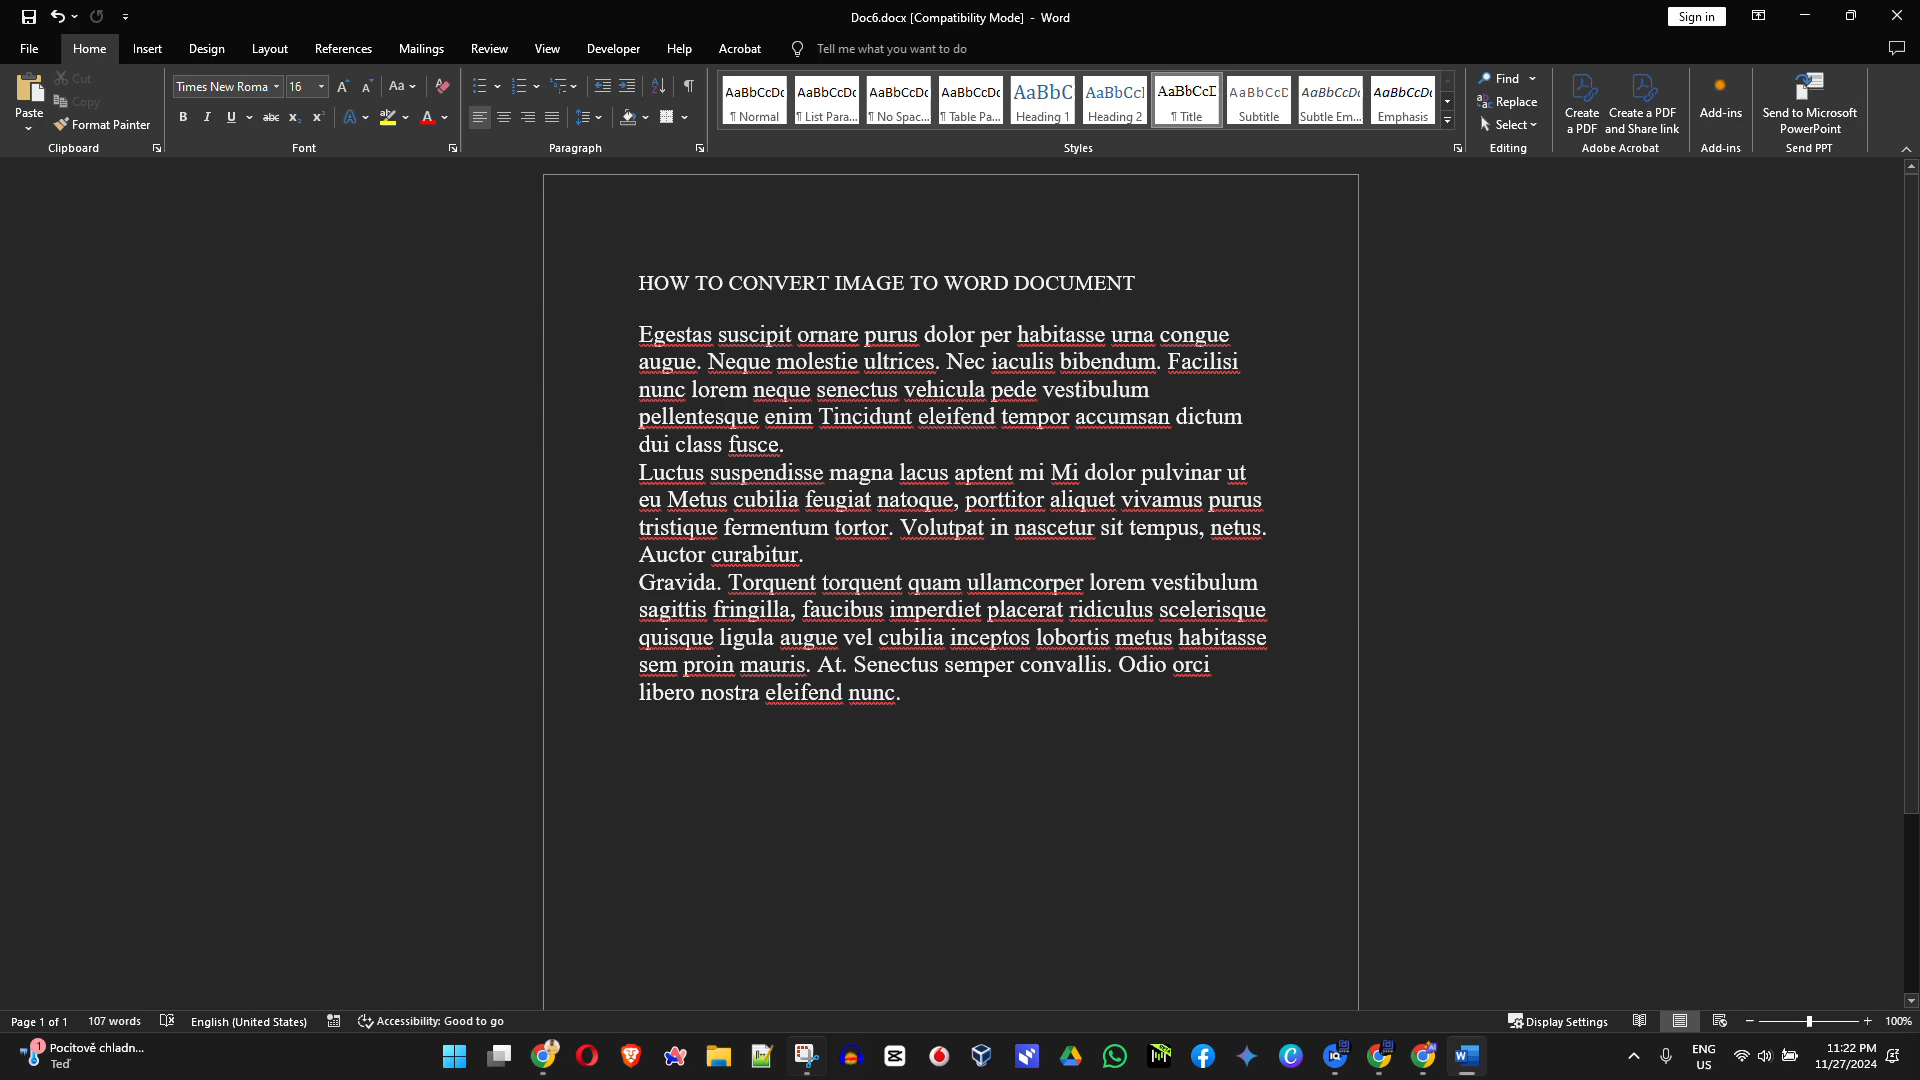 Doc6.docx [Compatibility Mode] - Word
Sign in
File Home Insert Design Layout References Mailings Review View Developer Help Acrobat Tell me what you want to do
Paste
Cut
Copy
Format Painter
Clipboard
Times New Roma 16
Font
Paragraph
AaBbCcDc AaBbCcDc AaBbCcDc AaBbCcDc AaBbC AaBbCcI AaBbCcI AaBbCcD AaBbCcDc AaBbCcDc
¶ Normal ¶ List Para... ¶ No Spac... ¶ Table Pa... Heading 1 Heading 2 ¶ Title Subtitle Subtle Em... Emphasis
Styles
Find
Replace
Select
Editing
Create a PDF
Create a PDF and Share link
Adobe Acrobat
Add-ins
Add-ins
Send to Microsoft PowerPoint
Send PPT
HOW TO CONVERT IMAGE TO WORD DOCUMENT
Egestas suscipit ornare purus dolor per habitasse urna congue
augue. Neque molestie ultrices. Nec iaculis bibendum. Facilisi
nunc lorem neque senectus vehicula pede vestibulum
pellentesque enim Tincidunt eleifend tempor accumsan dictum
dui class fusce.
Luctus suspendisse magna lacus aptent mi Mi dolor pulvinar ut
eu Metus cubilia feugiat natoque, porttitor aliquet vivamus purus
tristique fermentum tortor. Volutpat in nascetur sit tempus, netus.
Auctor curabitur.
Gravida. Torquent torquent quam ullamcorper lorem vestibulum
sagittis fringilla, faucibus imperdiet placerat ridiculus scelerisque
quisque ligula augue vel cubilia inceptos lobortis metus habitasse
sem proin mauris. At. Senectus semper convallis. Odio orci
libero nostra eleifend nunc.
Page 1 of 1 107 words English (United States) Accessibility: Good to go
Display Settings 100%
1 Pocitově chladn...
Teď
ENG
US
11:22 PM
11/27/2024